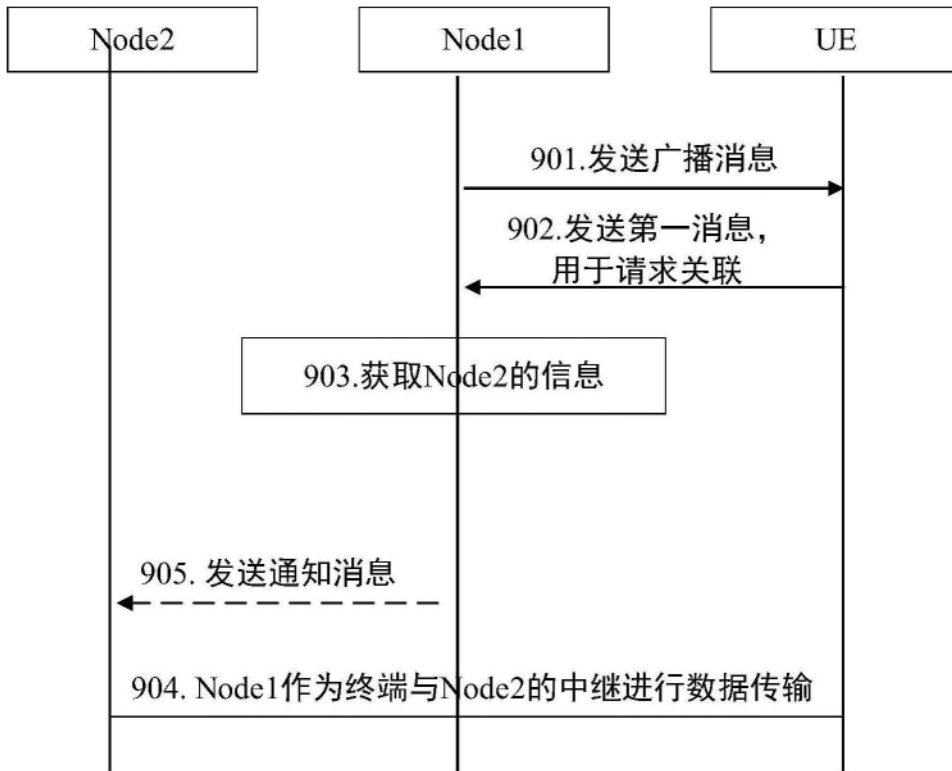 Node2
Node1
UE
901.发送广播消息
902.发送第一消息，
用于请求关联
903.获取Node2的信息
905. 发送通知消息
904. Node1作为终端与Node2的中继进行数据传输